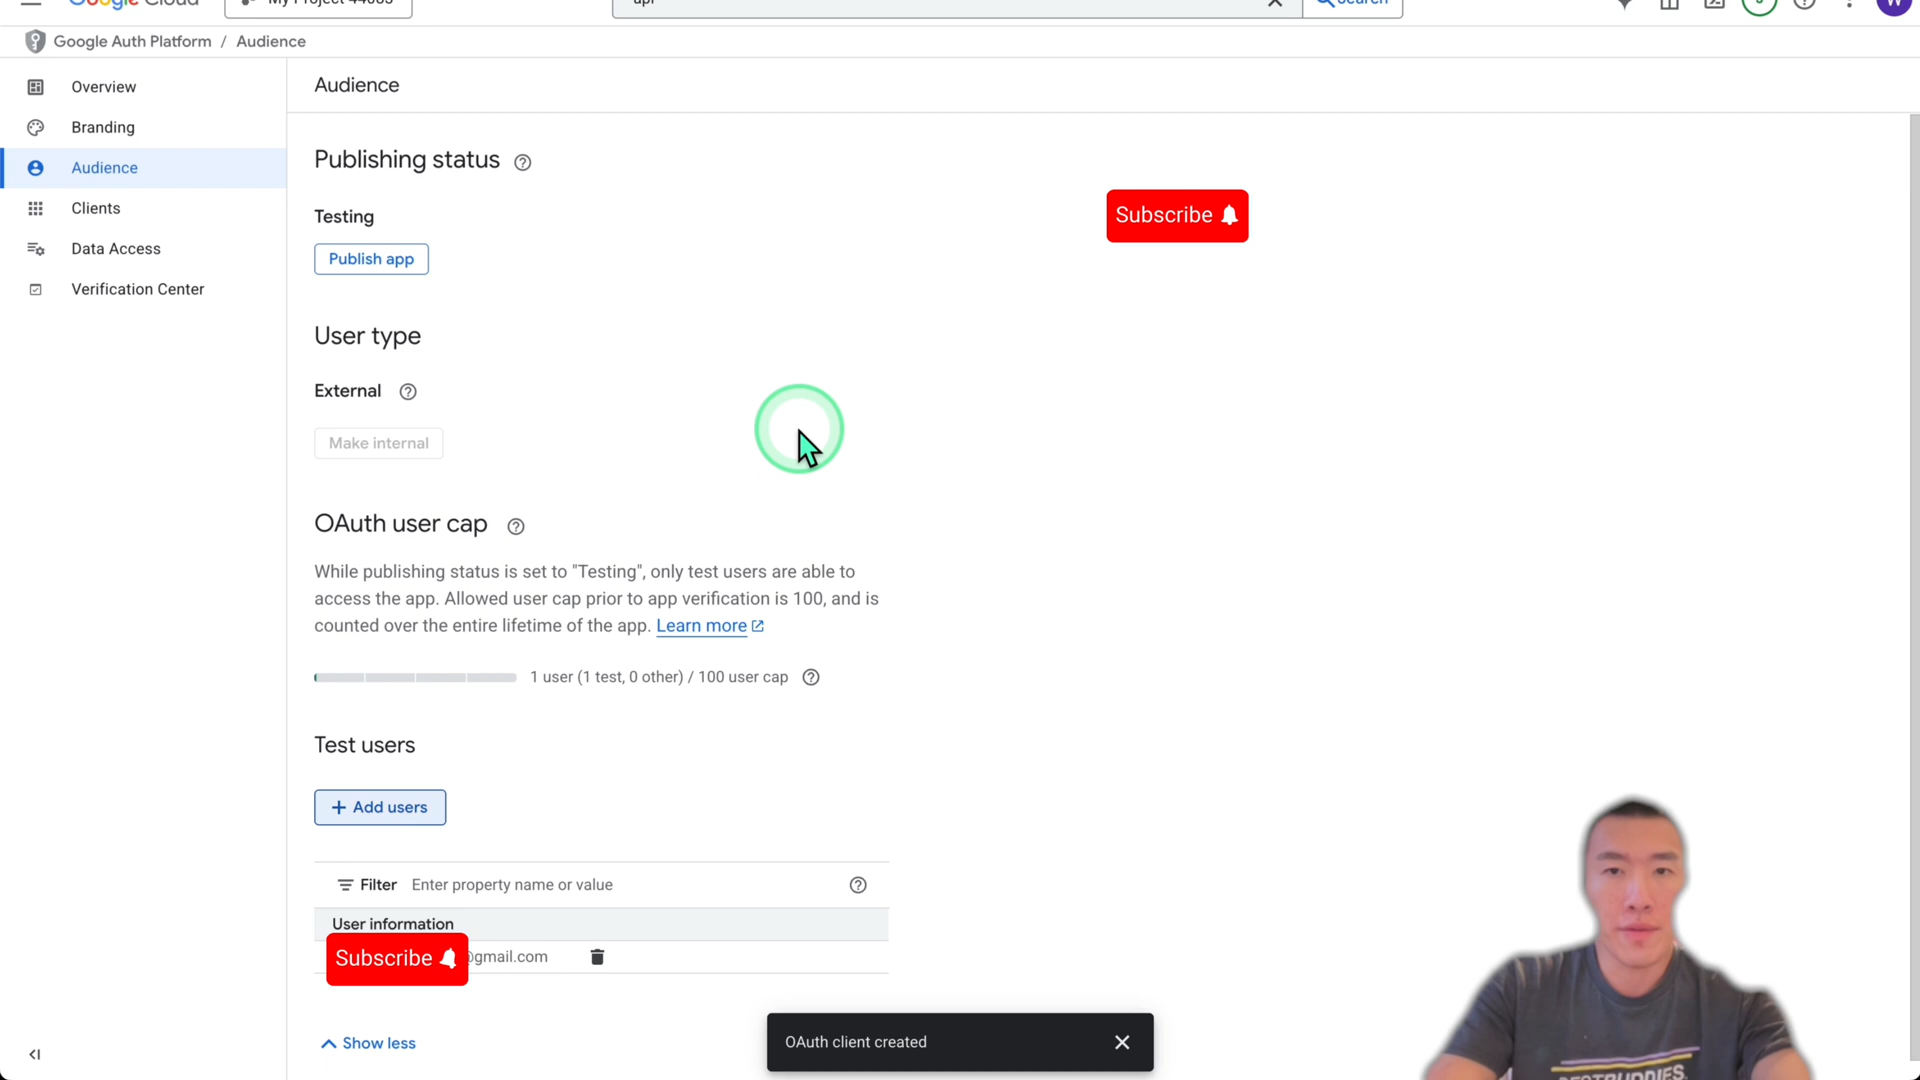 Google Cloud
My Project 44063
api
Search
W
Google Auth Platform / Audience
Overview
Branding
Audience
Clients
Data Access
Verification Center
Audience
Publishing status
Testing
Publish app
Subscribe
User type
External
Make internal
OAuth user cap
While publishing status is set to "Testing", only test users are able to
access the app. Allowed user cap prior to app verification is 100, and is
counted over the entire lifetime of the app. Learn more
1 user (1 test, 0 other) / 100 user cap
Test users
+ Add users
Filter Enter property name or value
User information
Subscribe @gmail.com
Show less
OAuth client created
BESTBUDDIES